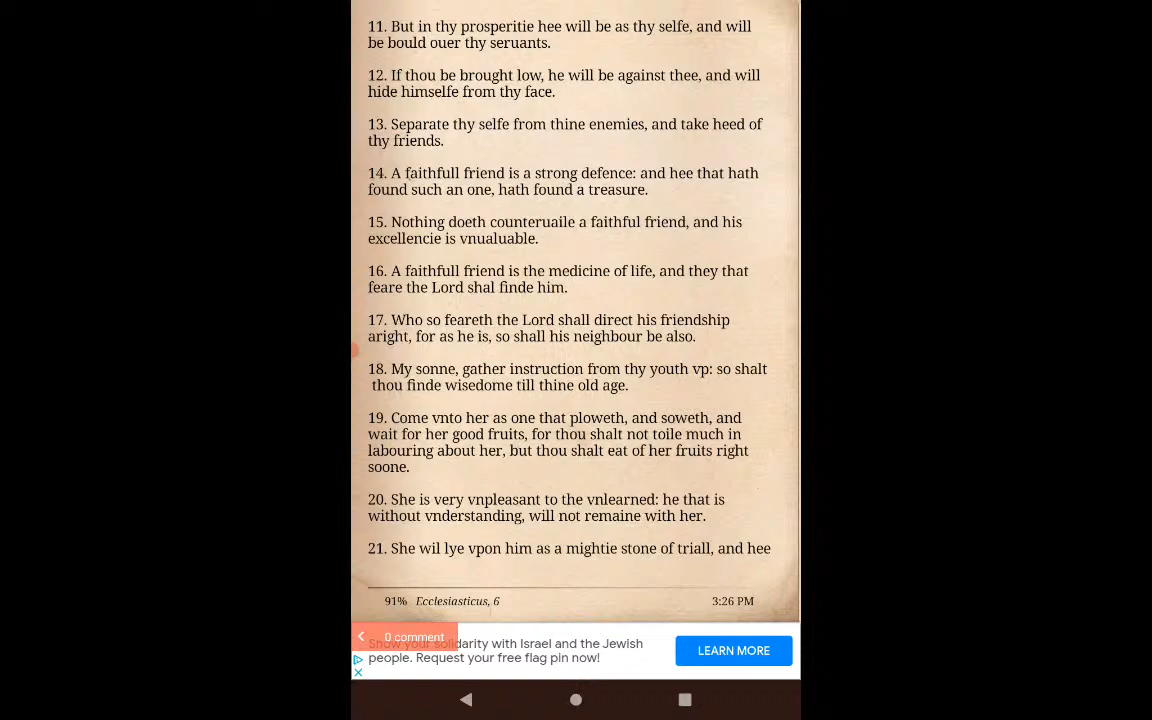 11. But in thy prosperitie hee will be as thy selfe, and will
be bould ouer thy seruants.
12. If thou be brought low, he will be against thee, and will
hide himselfe from thy face.
13. Separate thy selfe from thine enemies, and take heed of
thy friends.
14. A faithfull friend is a strong defence: and hee that hath
found such an one, hath found a treasure.
15. Nothing doeth counteruaile a faithful friend, and his
excellencie is vnualuable.
16. A faithfull friend is the medicine of life, and they that
feare the Lord shal finde him.
17. Who so feareth the Lord shall direct his friendship
aright, for as he is, so shall his neighbour be also.
18. My sonne, gather instruction from thy youth vp: so shalt
thou finde wisedome till thine old age.
19. Come vnto her as one that ploweth, and soweth, and
wait for her good fruits, for thou shalt not toile much in
labouring about her, but thou shalt eat of her fruits right
soone.
20. She is very vnpleasant to the vnlearned: he that is
without vnderstanding, will not remaine with her.
21. She wil lye vpon him as a mightie stone of triall, and hee
91% Ecclesiasticus, 6 3:26 PM
0 comment
Show your solidarity with Israel and the Jewish
people. Request your free flag pin now!
LEARN MORE